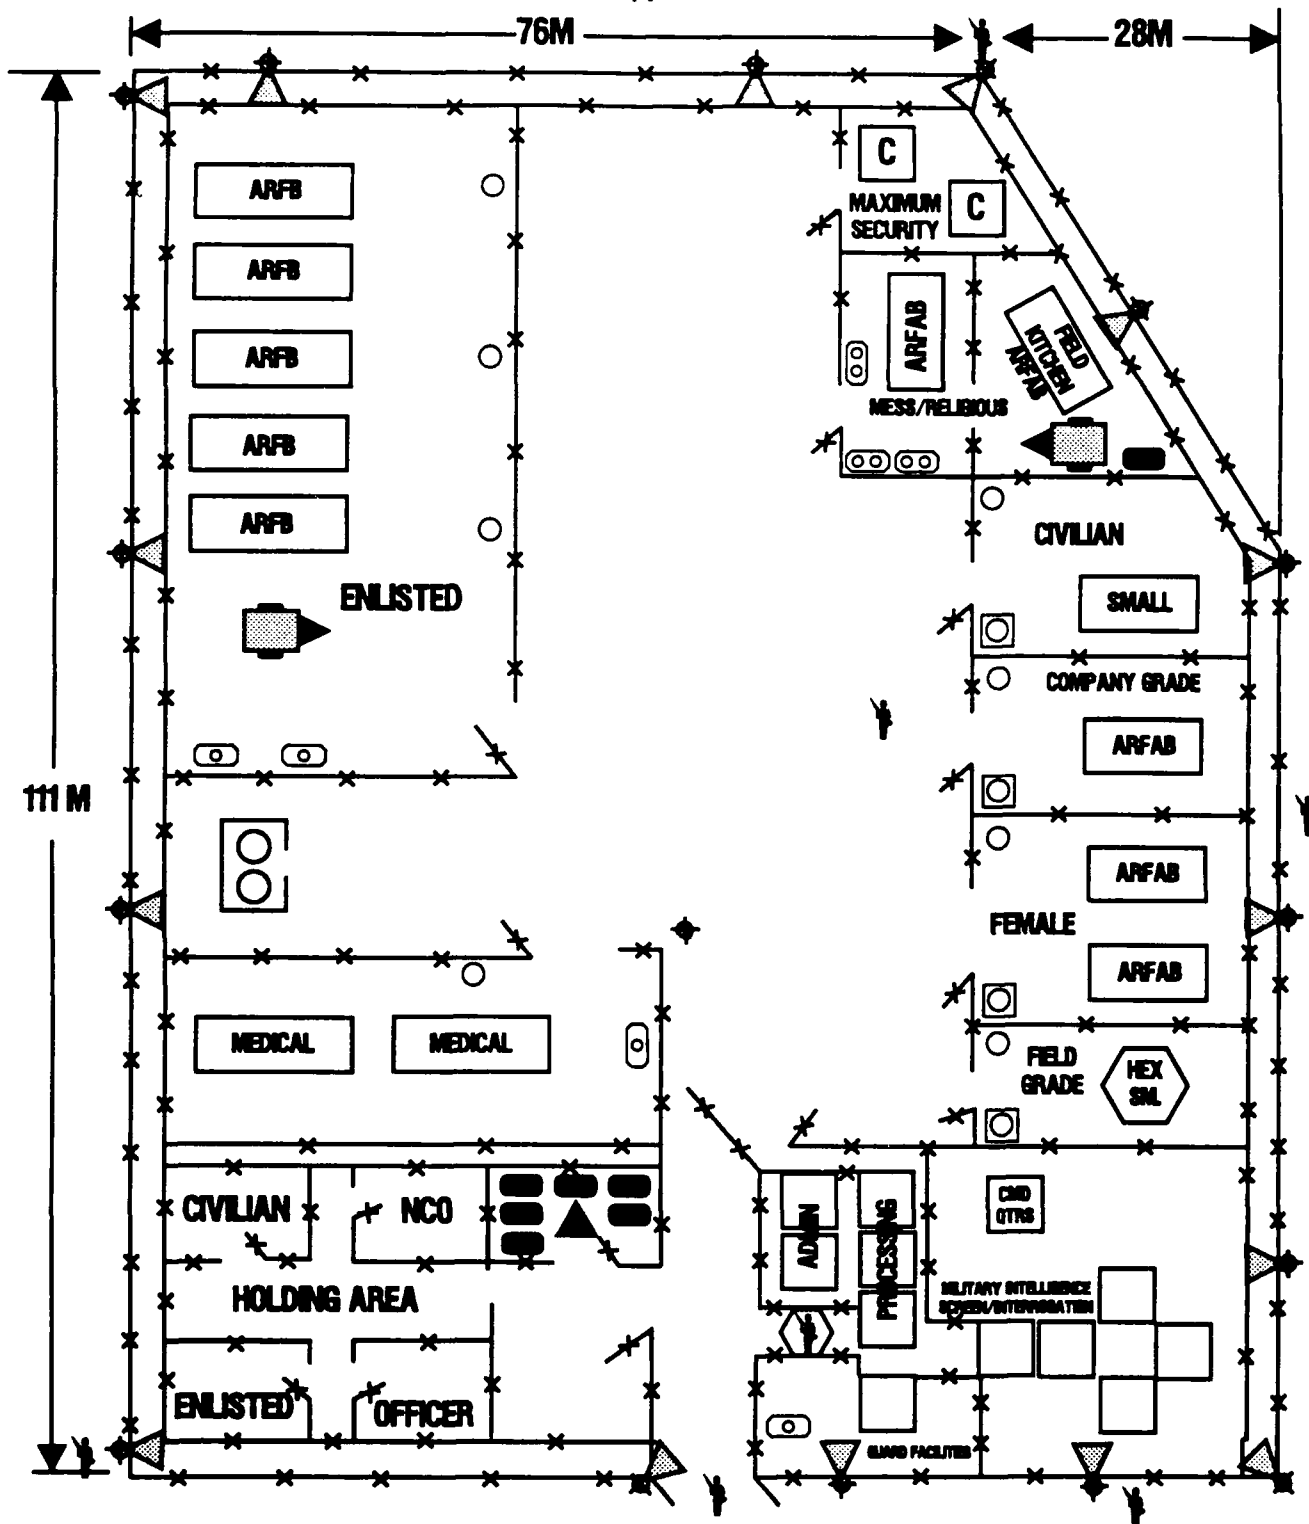 76M
28M
111 M
C
C
MAXIMUM
SECURITY
ARFB
ARFB
ARFB
ARFB
ARFB
ENLISTED
ARFAB
MESS/RELIGIOUS
FIELD
KITCHEN
ARFAB
CIVILIAN
SMALL
COMPANY GRADE
ARFAB
ARFAB
FEMALE
ARFAB
FIELD
GRADE
HEX
SML
MEDICAL
MEDICAL
CIVILIAN
NCO
HOLDING AREA
ENLISTED
OFFICER
ADMIN
PROCESSING
CMD
QTRS
MILITARY INTELLIGENCE
SCREEN/INTERROGATION
GUARD FACILITES